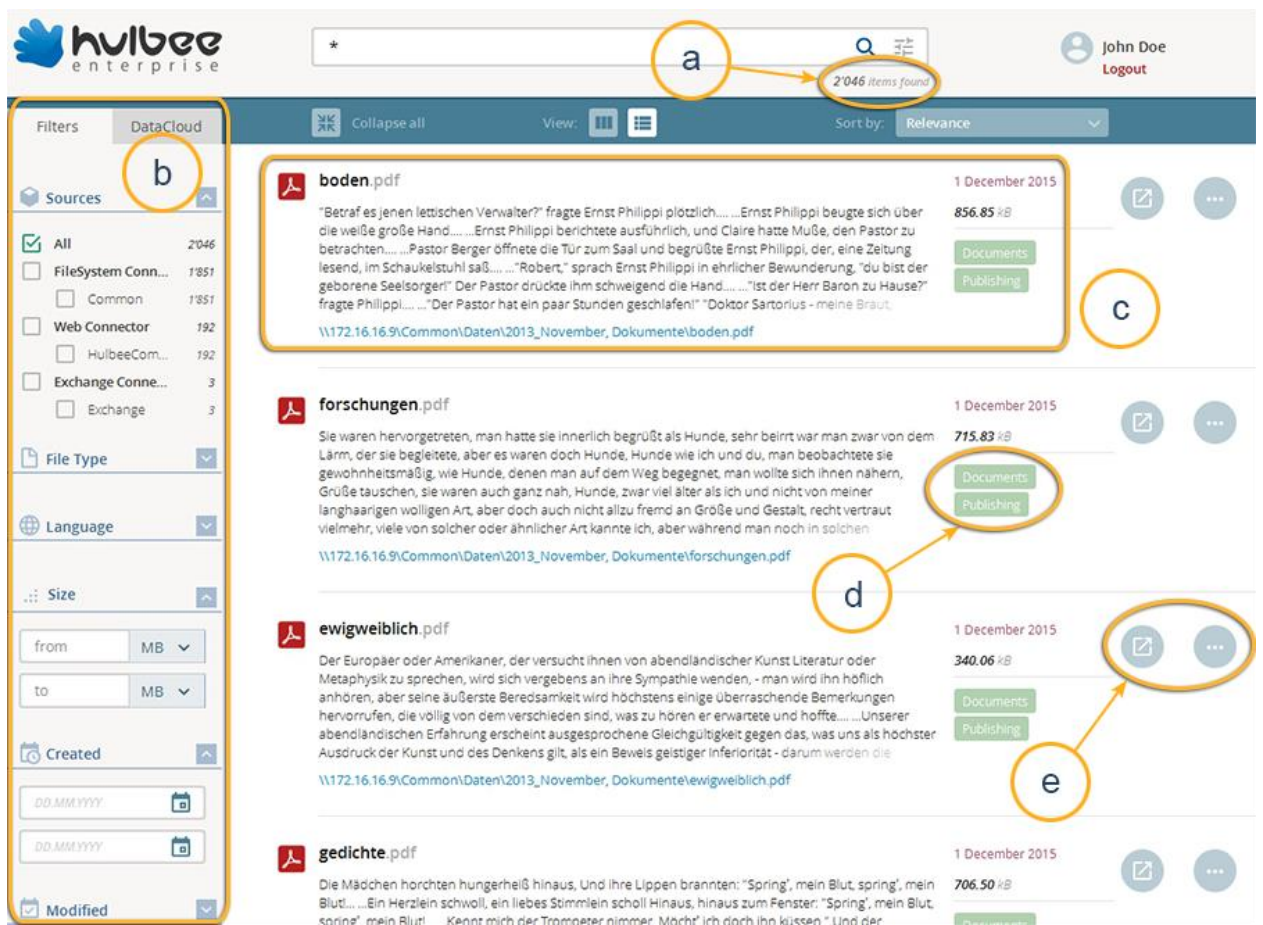 hulbee
enterprise
*
a
2'046 items found
John Doe
Logout
Filters
DataCloud
Collapse all
View:
Sort by:
Relevance
b
Sources
All 2'046
FileSystem Conn... 1'851
Common 1'851
Web Connector 192
HulbeeCom... 192
Exchange Conne... 3
Exchange 3
File Type
Language
Size
from MB
to MB
Created
DD.MM.YYYY
DD.MM.YYYY
Modified
boden.pdf
"Betraf es jenen lettischen Verwalter?" fragte Ernst Philippi plötzlich.... ...Ernst Philippi beugte sich über
die weiße große Hand.... ...Ernst Philippi berichtete ausführlich, und Claire hatte Muße, den Pastor zu
betrachten.... ...Pastor Berger öffnete die Tür zum Saal und begrüßte Ernst Philippi, der, eine Zeitung
lesend, im Schaukelstuhl saß.... ..."Robert," sprach Ernst Philippi in ehrlicher Bewunderung, "du bist der
geborene Seelsorger!" Der Pastor drückte ihm schweigend die Hand.... ..."Ist der Herr Baron zu Hause?"
fragte Philippi.... ..."Der Pastor hat ein paar Stunden geschlafen!" "Doktor Sartorius - meine Braut,
\\172.16.16.9\Common\Daten\2013_November, Dokumente\boden.pdf
1 December 2015
856.85 kB
Documents
Publishing
c
forschungen.pdf
Sie waren hervorgetreten, man hatte sie innerlich begrüßt als Hunde, sehr beirrt war man zwar von dem
Lärm, der sie begleitete, aber es waren doch Hunde, Hunde wie ich und du, man beobachtete sie
gewohnheitsmäßig, wie Hunde, denen man auf dem Weg begegnet, man wollte sich ihnen nähern,
Grüße tauschen, sie waren auch ganz nah, Hunde, zwar viel älter als ich und nicht von meiner
langhaarigen wolligen Art, aber doch auch nicht allzu fremd an Größe und Gestalt, recht vertraut
vielmehr, viele von solcher oder ähnlicher Art kannte ich, aber während man noch in solchen
\\172.16.16.9\Common\Daten\2013_November, Dokumente\forschungen.pdf
1 December 2015
715.83 kB
Documents
Publishing
d
ewigweiblich.pdf
Der Europäer oder Amerikaner, der versucht ihnen von abendländischer Kunst Literatur oder
Metaphysik zu sprechen, wird sich vergebens an ihre Sympathie wenden, - man wird ihn höflich
anhören, aber seine äußerste Beredsamkeit wird höchstens einige überraschende Bemerkungen
hervorrufen, die völlig von dem verschieden sind, was zu hören er erwartete und hoffte.... ...Unserer
abendländischen Erfahrung erscheint ausgesprochene Gleichgültigkeit gegen das, was uns als höchster
Ausdruck der Kunst und des Denkens gilt, als ein Beweis geistiger Inferiorität - darum werden die
\\172.16.16.9\Common\Daten\2013_November, Dokumente\ewigweiblich.pdf
1 December 2015
340.06 kB
Documents
Publishing
e
gedichte.pdf
Die Mädchen horchten hungerheiß hinaus, Und ihre Lippen brannten: "Spring', mein Blut, spring', mein
Blut!... ...Ein Herzlein schwoll, ein liebes Stimmlein scholl Hinaus, hinaus zum Fenster: "Spring', mein Blut,
spring', mein Blut! ... ...Kennt mich der Trompeter nimmer, Möcht' ich doch ihn küssen." Und der
1 December 2015
706.50 kB
Documents